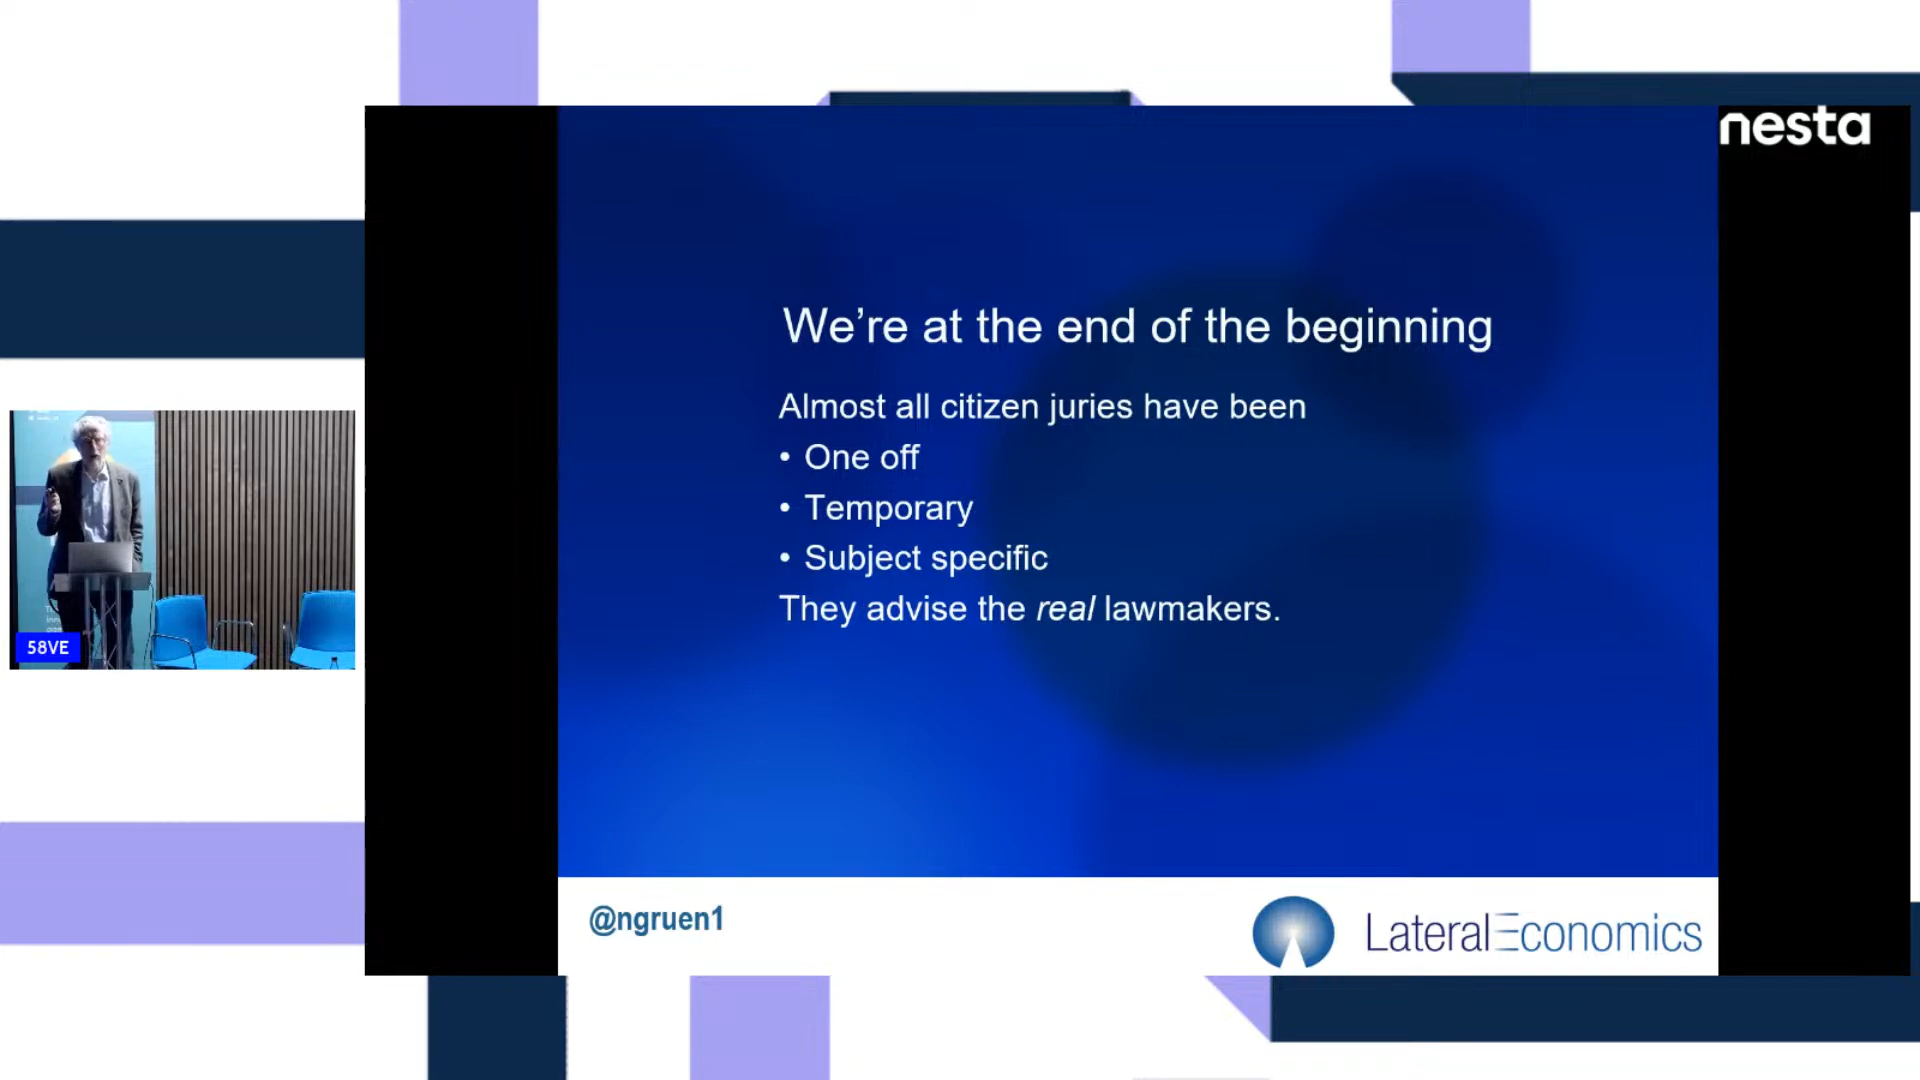 nesta
We're at the end of the beginning
Almost all citizen juries have been
• One off
• Temporary
• Subject specific
They advise the real lawmakers.
58VE
@ngruen1
LateralEconomics